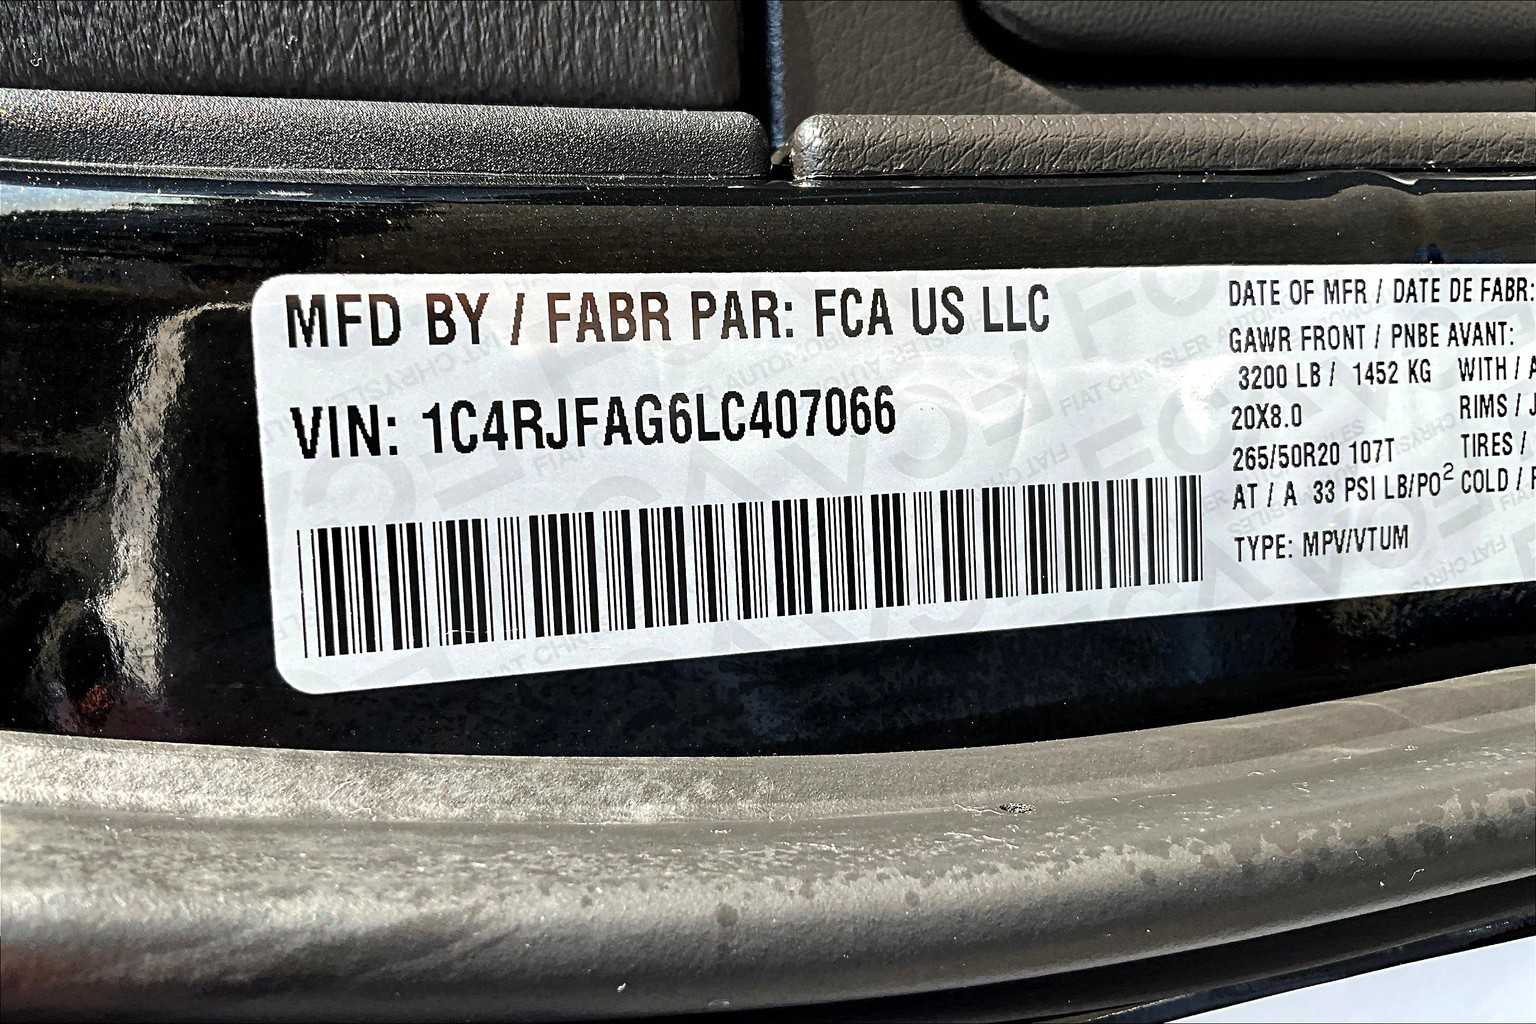 MFD BY / FABR PAR: FCA US LLC
VIN: 1C4RJFAG6LC407066
DATE OF MFR / DATE DE FABR:
GAWR FRONT / PNBE AVANT:
3200 LB / 1452 KG WITH /
20X8.0 RIMS /
265/50R20 107T TIRES /
AT / A 33 PSI LB/PO² COLD /
TYPE: MPV/VTUM